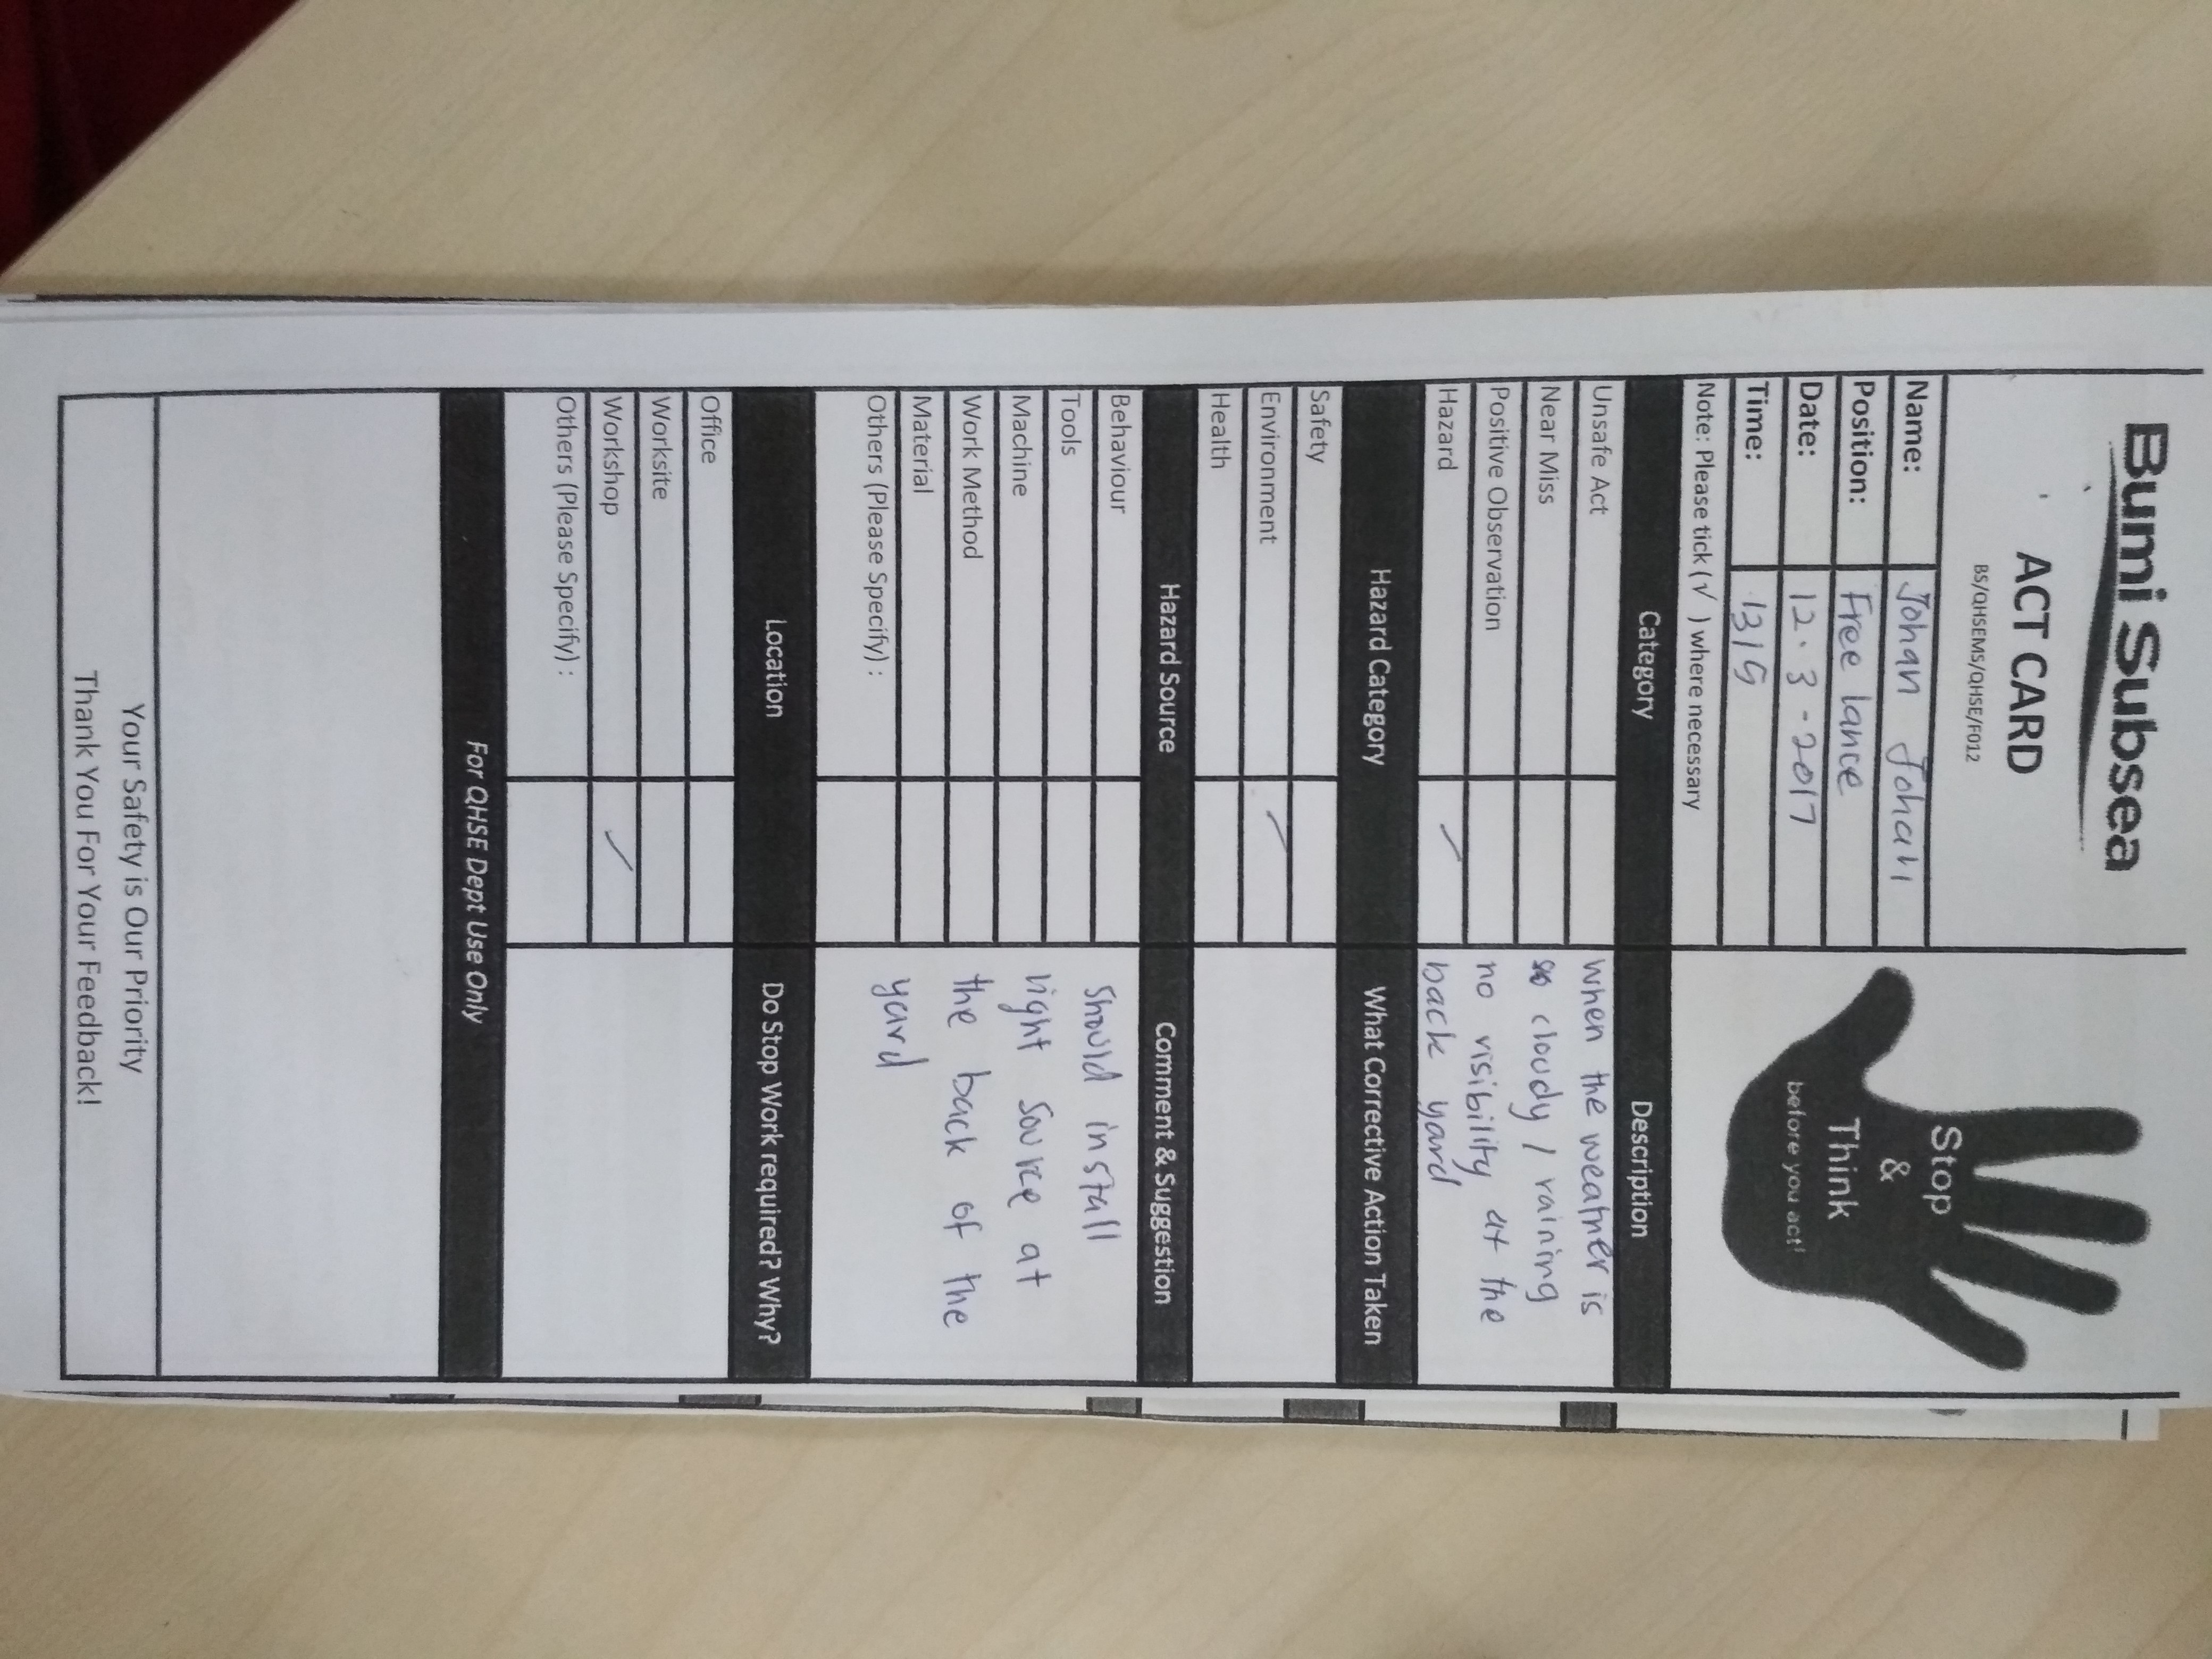 Bumi Subsea
ACT CARD
BS/QHSEMS/QHSE/F012
Stop
&
Think
before you act!
Name: Johan Johari
Position: Free lance
Date: 12.3-2017
Time: 1315
Note: Please tick (√ ) where necessary
Category Description
Unsafe Act
Near Miss
Positive Observation
Hazard ✓
when the weather is
so cloudy / raining
no visibility at the
back yard
Hazard Category What Corrective Action Taken
Safety
Environment ✓
Health
Hazard Source Comment & Suggestion
Behaviour
Tools
Machine
Work Method
Material
Others (Please Specify) :
should install
light source at
the back of the
yard
Location Do Stop Work required? Why?
Office
Worksite
Workshop ✓
Others (Please Specify) :
For QHSE Dept Use Only
Your Safety is Our Priority
Thank You For Your Feedback!